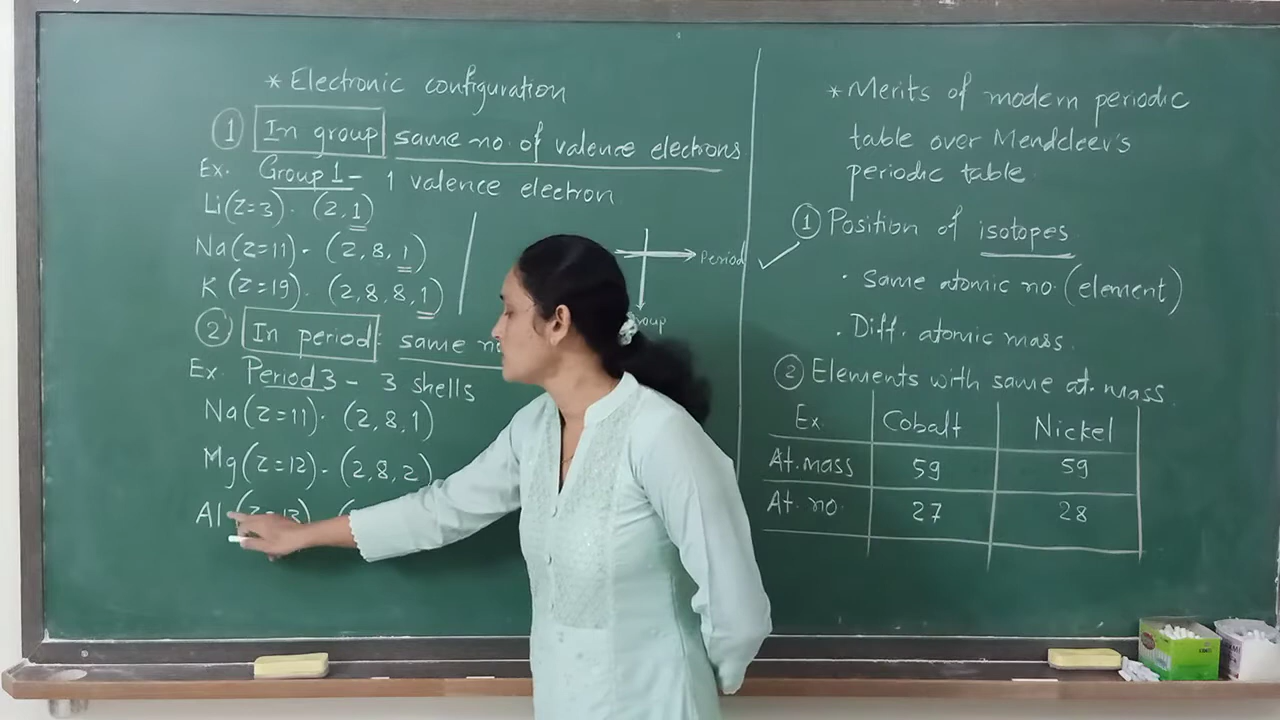 * Electronic configuration
① In group same no. of valence electrons
Ex. Group 1 - 1 valence electron
Li (Z=3). (2,1)
Na (Z=11) - (2, 8, 1)
K (Z=19). (2, 8, 8, 1)
Period
② In period: same
Ex. Period 3 - 3 shells
Na (Z=11). (2, 8, 1)
Mg (Z=12). (2, 8, 2)
Al (Z=13)
* Merits of modern periodic
table over Mendeleev's
periodic table
① Position of isotopes
· Same atomic no. (element)
· Diff. atomic mass.
② Elements with same at. mass
Ex. Cobalt Nickel
At. mass 59 59
At. no. 27 28